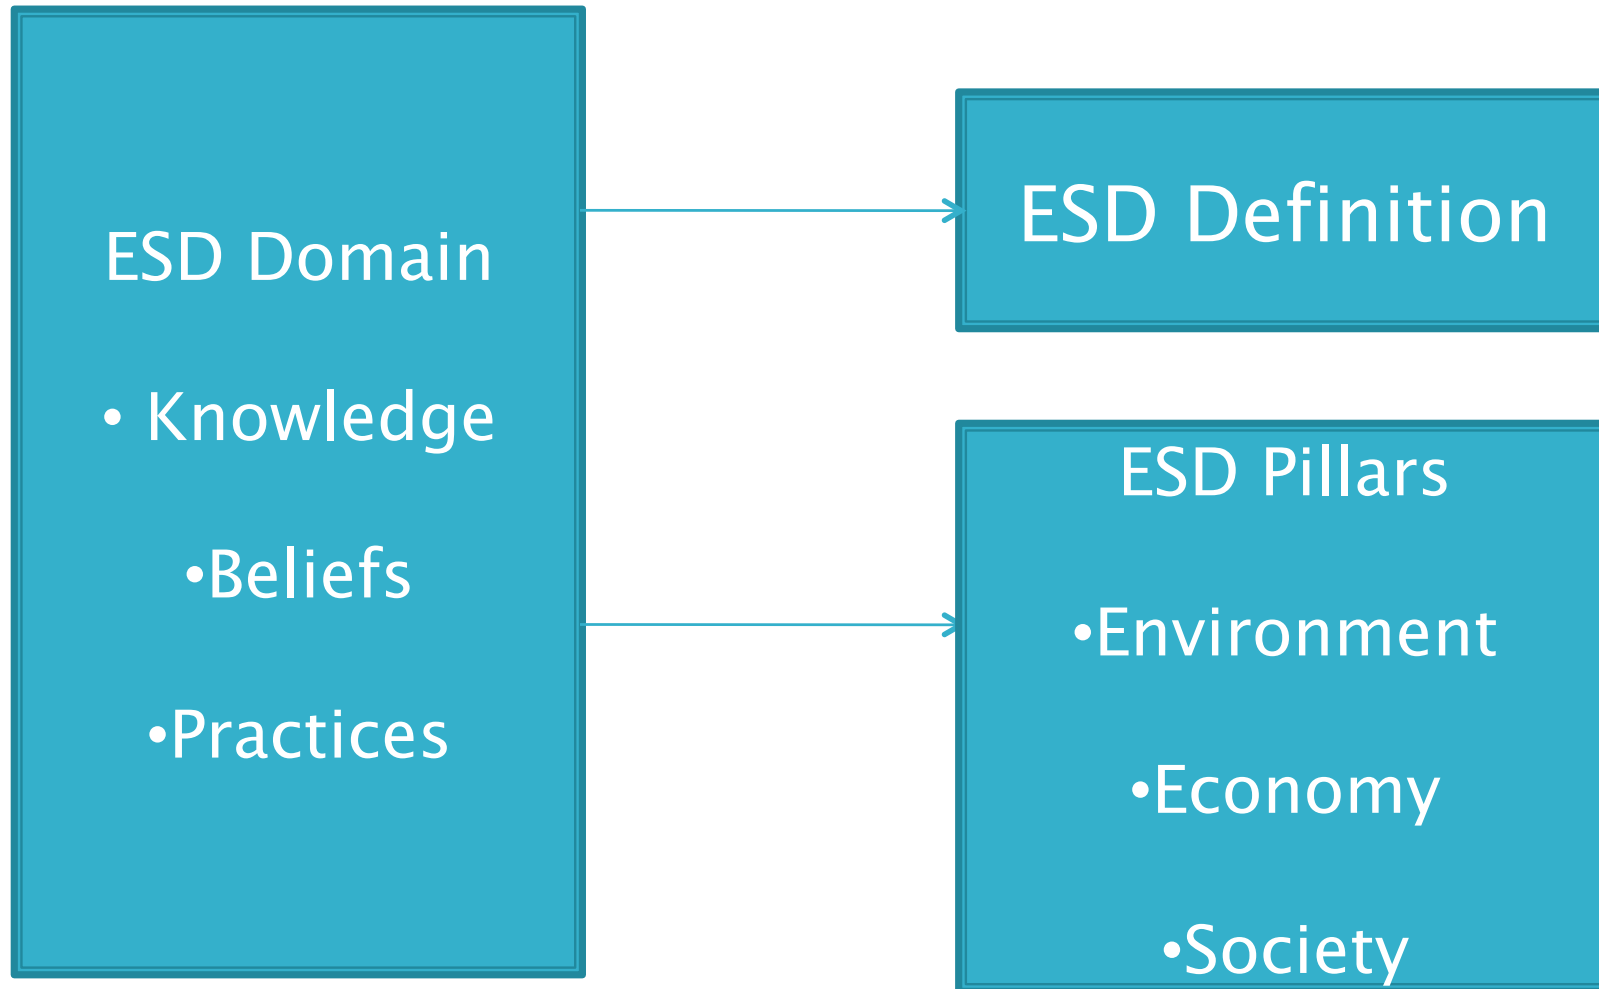 ESD Domain
• Knowledge
•Beliefs
•Practices
ESD Definition
ESD Pillars
•Environment
•Economy
•Society